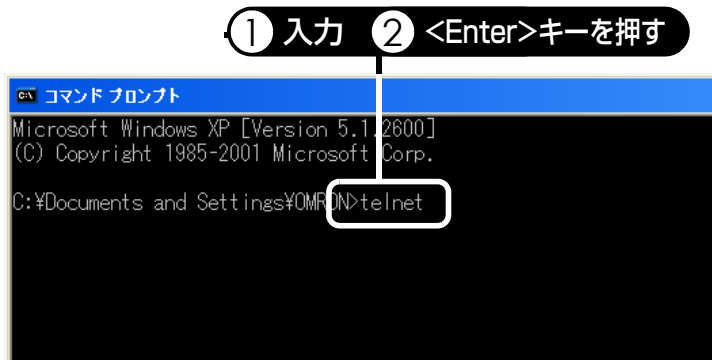 ① 入力 ② <Enter>キーを押す
コマンド プロンプト
Microsoft Windows XP [Version 5.1.2600]
(C) Copyright 1985-2001 Microsoft Corp.
C:¥Documents and Settings¥OMRON>telnet